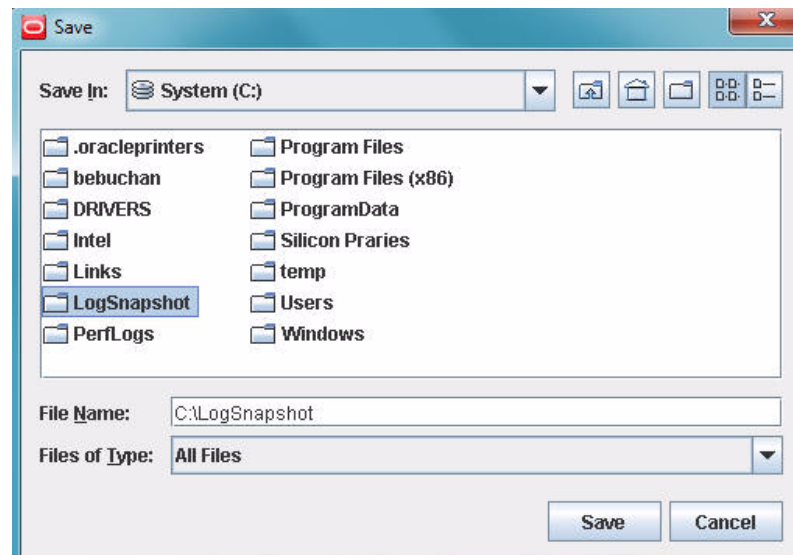 Save
Save In: System (C:)
.oracleprinters Program Files
bebuchan Program Files (x86)
DRIVERS ProgramData
Intel Silicon Praries
Links temp
LogSnapshot Users
PerfLogs Windows
File Name: C:\LogSnapshot
Files of Type: All Files
Save Cancel